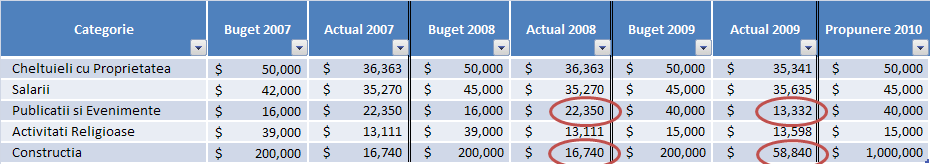 Categorie Buget 2007 Actual 2007 Buget 2008 Actual 2008 Buget 2009 Actual 2009 Propunere 2010
Cheltuieli cu Proprietatea $ 50,000 $ 36,363 $ 50,000 $ 36,363 $ 50,000 $ 35,341 $ 50,000
Salarii $ 42,000 $ 35,270 $ 45,000 $ 35,270 $ 45,000 $ 35,635 $ 45,000
Publicatii si Evenimente $ 16,000 $ 22,350 $ 16,000 $ 22,350 $ 40,000 $ 13,332 $ 40,000
Activitati Religioase $ 39,000 $ 13,111 $ 39,000 $ 13,111 $ 15,000 $ 13,598 $ 15,000
Constructia $ 200,000 $ 16,740 $ 200,000 $ 16,740 $ 200,000 $ 58,840 $ 1,000,000